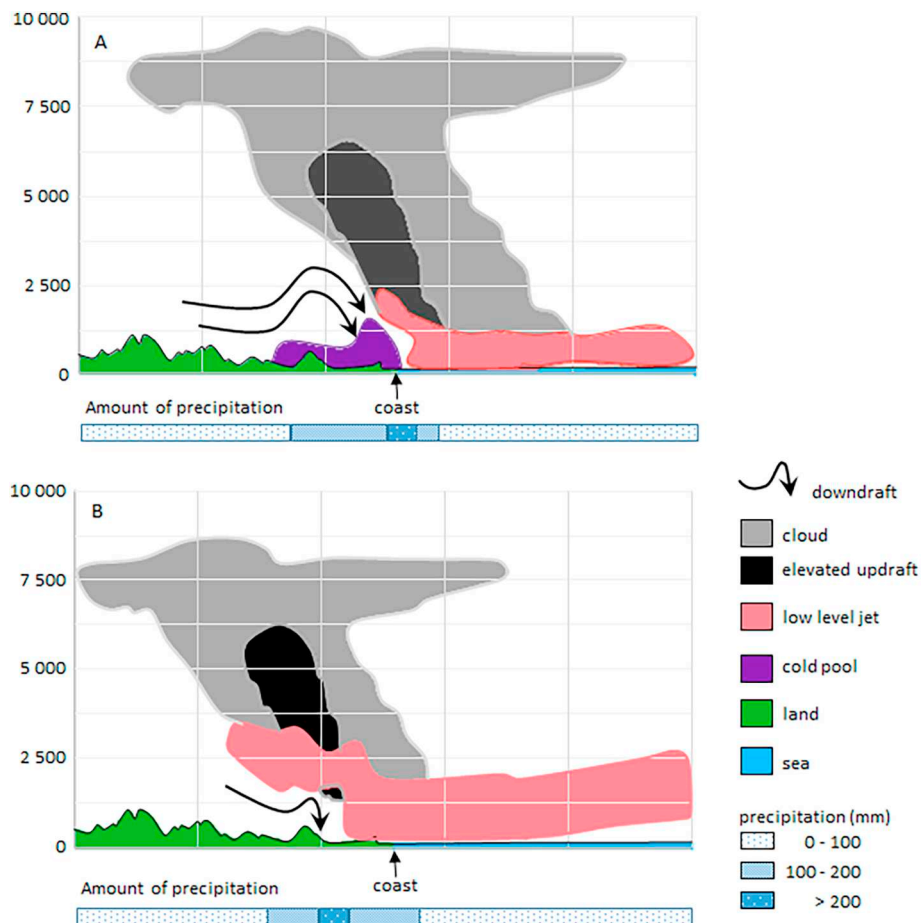 10 000
A
7 500
5 000
2 500
0
Amount of precipitation
coast
10 000
B
7 500
5 000
2 500
0
Amount of precipitation
coast
downdraft
cloud
elevated updraft
low level jet
cold pool
land
sea
precipitation (mm)
0 - 100
100 - 200
> 200